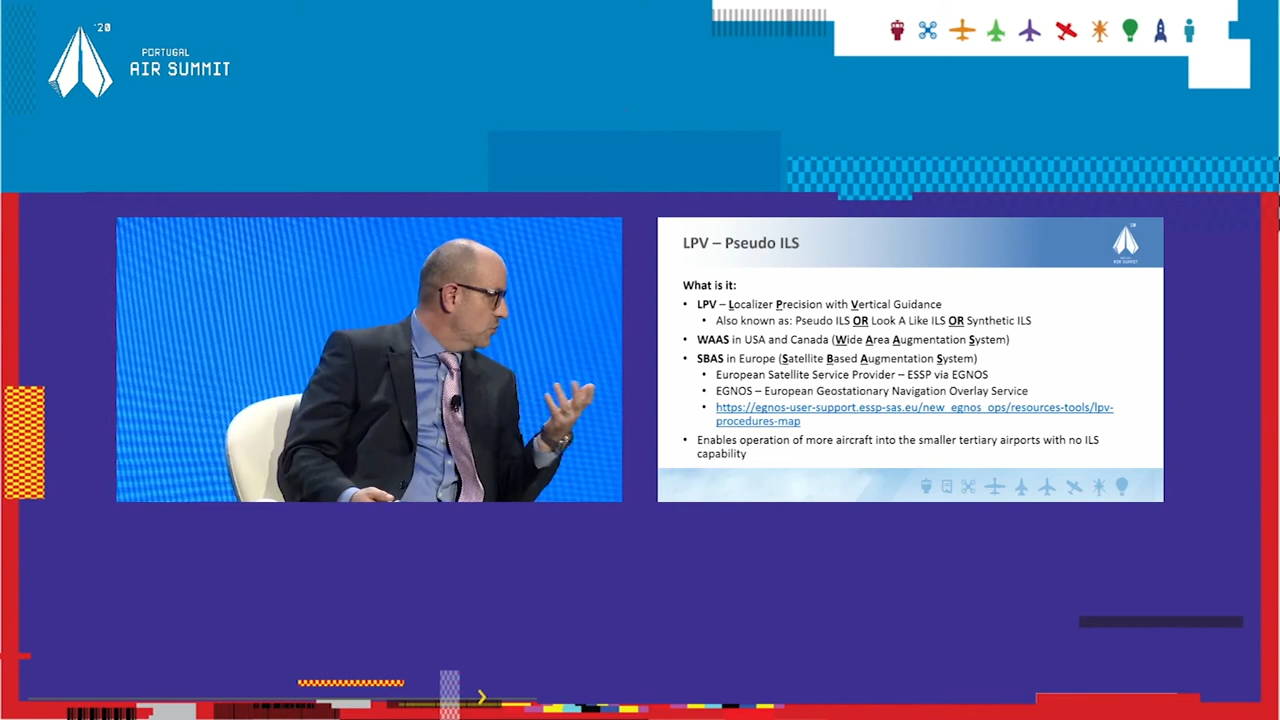 '20
PORTUGAL
AIR SUMMIT
LPV – Pseudo ILS
What is it:
• LPV – Localizer Precision with Vertical Guidance
• Also known as: Pseudo ILS OR Look A Like ILS OR Synthetic ILS
• WAAS in USA and Canada (Wide Area Augmentation System)
• SBAS in Europe (Satellite Based Augmentation System)
• European Satellite Service Provider – ESSP via EGNOS
• EGNOS – European Geostationary Navigation Overlay Service
• https://egnos-user-support.essp-sas.eu/new_egnos_ops/resources-tools/lpv-
procedures-map
• Enables operation of more aircraft into the smaller tertiary airports with no ILS
capability